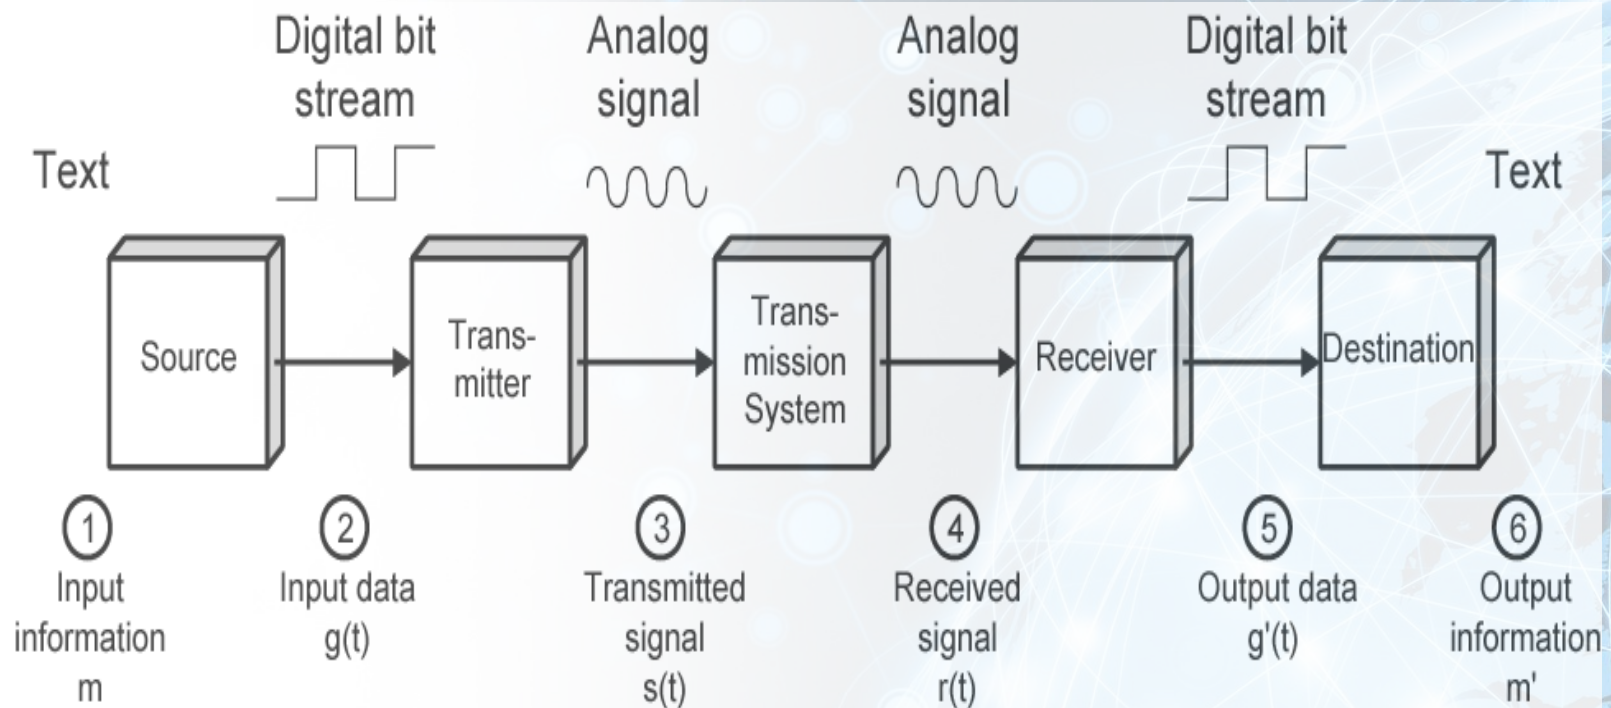 Text
Digital bit
stream
Analog
signal
Analog
signal
Digital bit
stream
Text
Source
Trans-
mitter
Trans-
mission
System
Receiver
Destination
1
Input
information
m
2
Input data
g(t)
3
Transmitted
signal
s(t)
4
Received
signal
r(t)
5
Output data
g'(t)
6
Output
information
m'